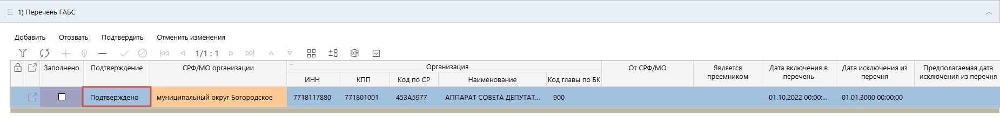 1) Перечень ГАБС
Добавить Отозвать Подтвердить Отменить изменения
1/1 : 1
Заполнено Подтверждение СРФ/МО организации Организация От СРФ/МО Является преемником Дата включения в перечень Дата исключения из перечня Предполагаемая дата исключения из перечня
ИНН КПП Код по СР Наименование Код главы по БК
Подтверждено муниципальный округ Богородское 7718117880 771801001 453A5977 АППАРАТ СОВЕТА ДЕПУТАТ... 900 01.10.2022 00:00:... 01.01.3000 00:00:00